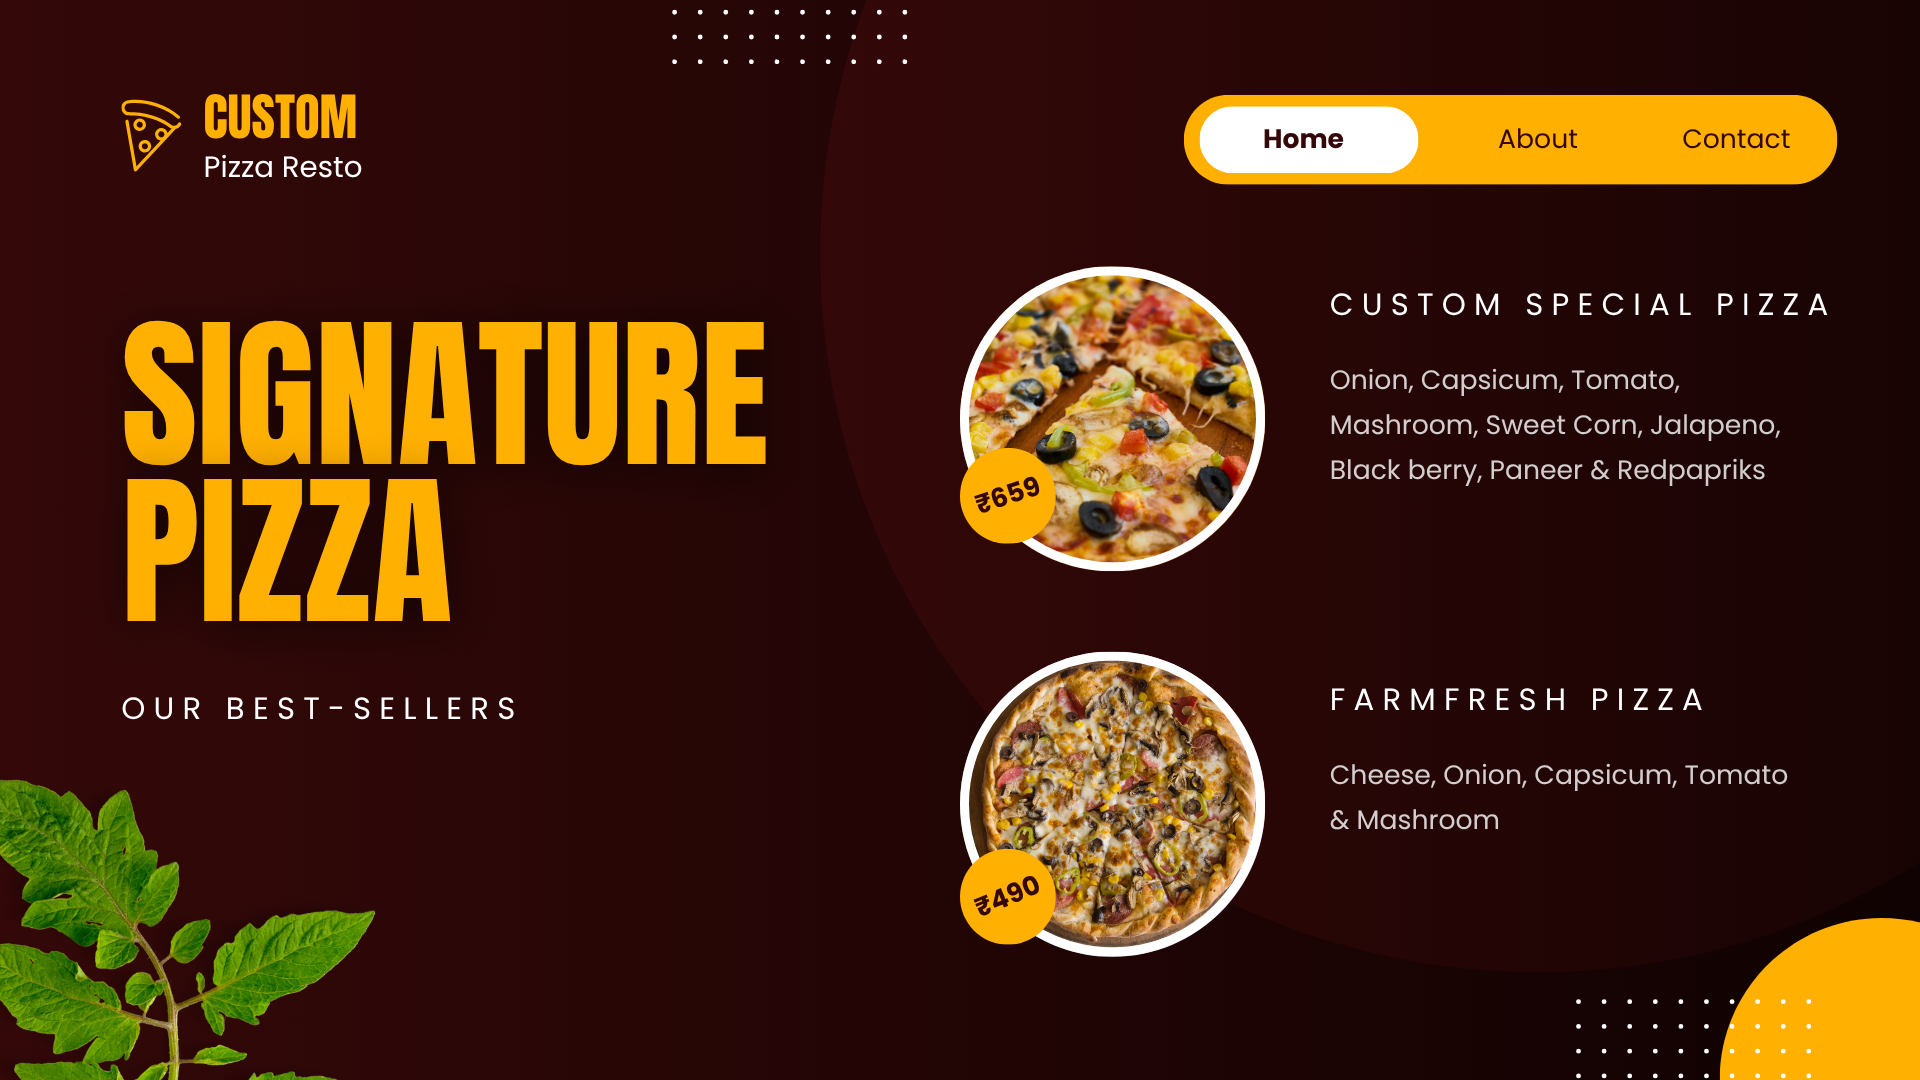 CUSTOM
Pizza Resto
Home
About
Contact
SIGNATURE
PIZZA
OUR BEST-SELLERS
CUSTOM SPECIAL PIZZA
Onion, Capsicum, Tomato,
Mashroom, Sweet Corn, Jalapeno,
Black berry, Paneer & Redpapriks
₹659
FARMFRESH PIZZA
Cheese, Onion, Capsicum, Tomato
& Mashroom
₹490